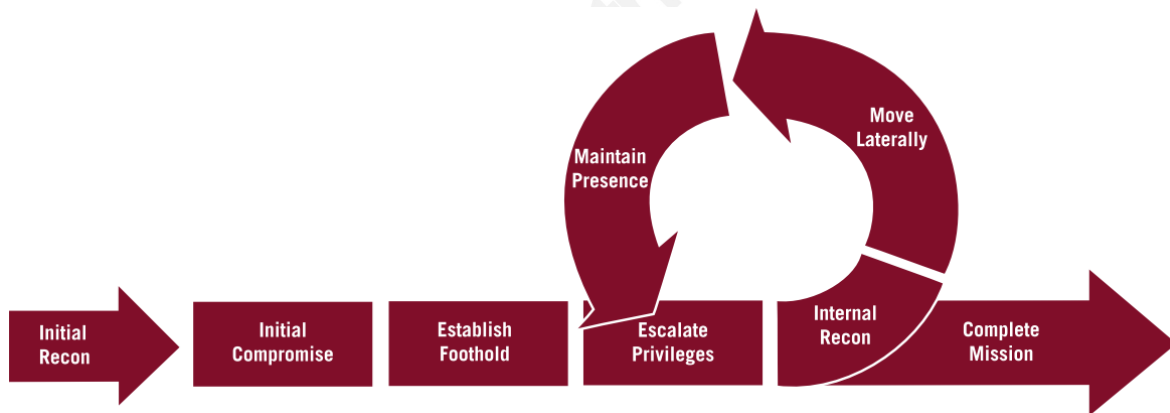 Initial
Recon
Initial
Compromise
Establish
Foothold
Escalate
Privileges
Internal
Recon
Move
Laterally
Maintain
Presence
Complete
Mission